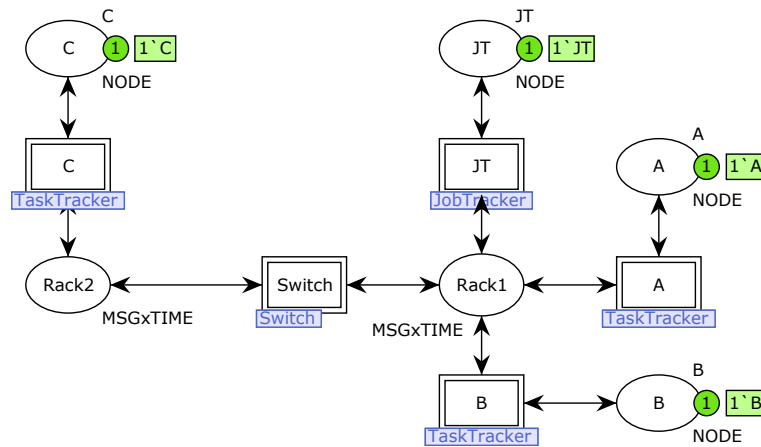 C
C
1
1`C
NODE
JT
JT
1
1`JT
NODE
C
TaskTracker
JT
JobTracker
A
A
1
1`A
NODE
Rack2
MSGxTIME
Switch
Switch
Rack1
MSGxTIME
A
TaskTracker
B
TaskTracker
B
B
1
1`B
NODE